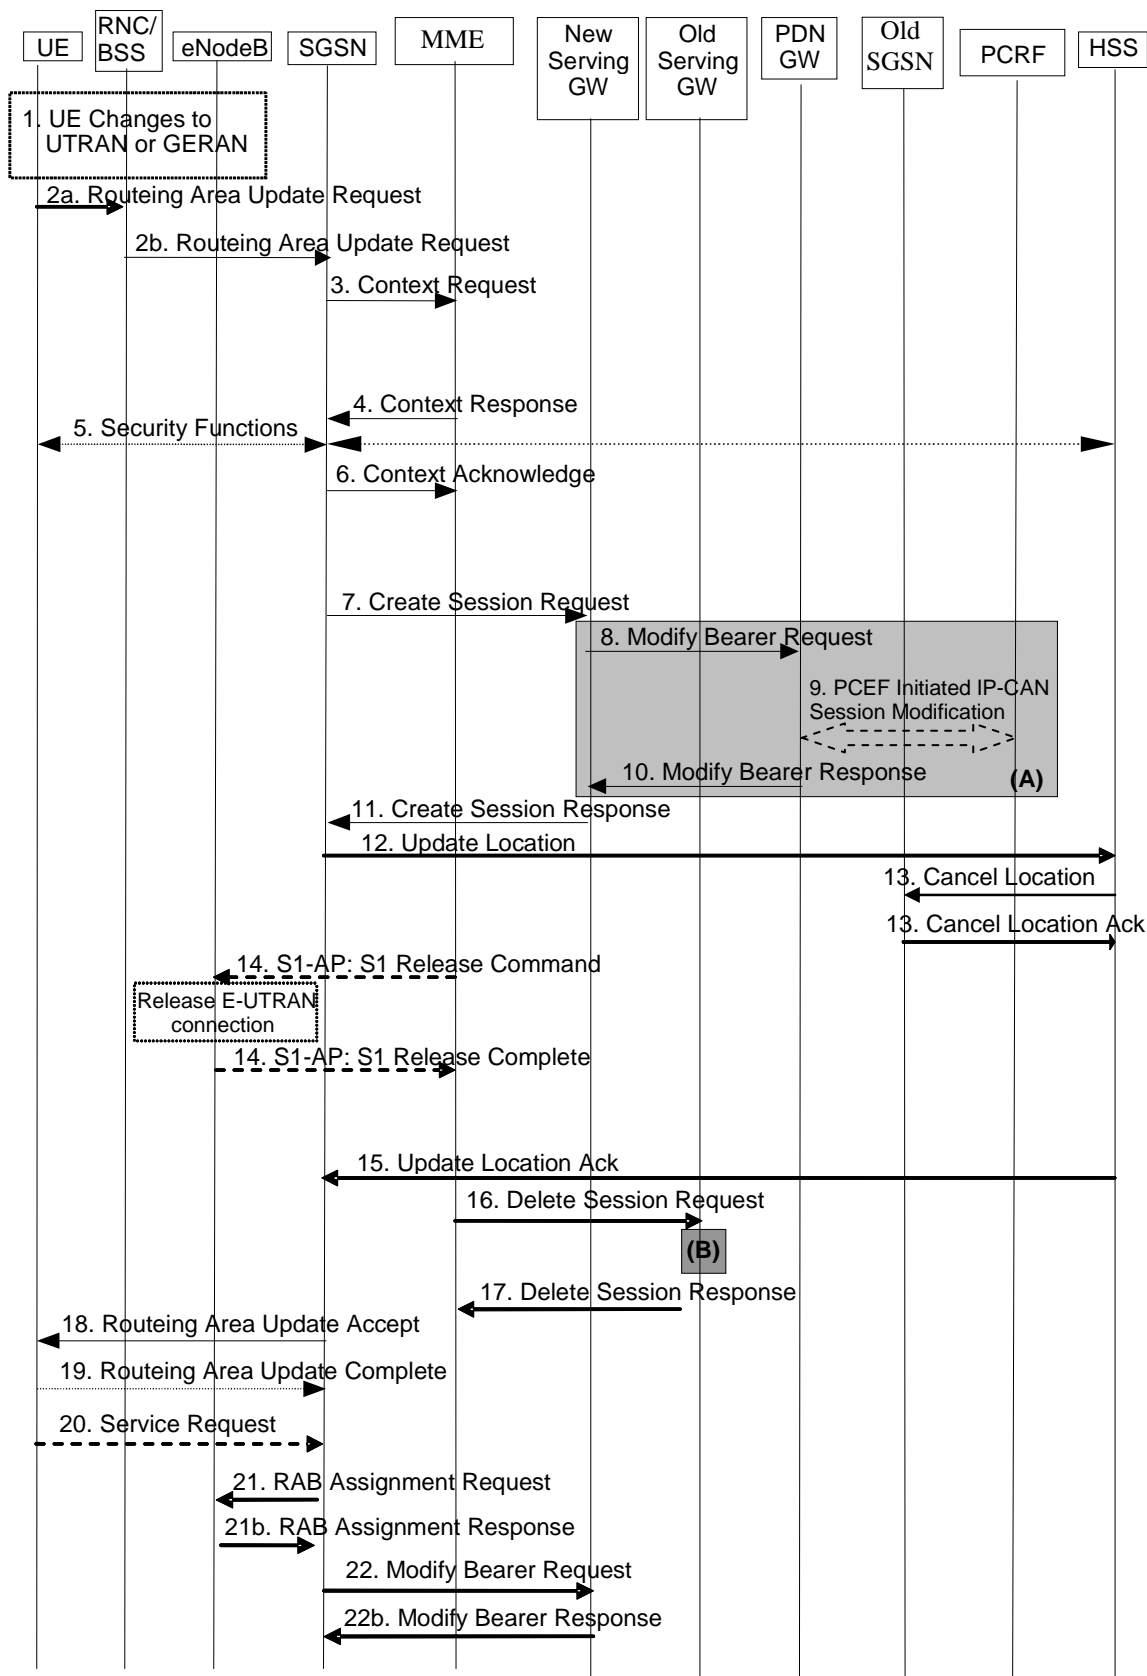 UE
RNC/
BSS
eNodeB
SGSN
MME
New
Serving
GW
Old
Serving
GW
PDN
GW
Old
SGSN
PCRF
HSS
1. UE Changes to
UTRAN or GERAN
2a. Routeing Area Update Request
2b. Routeing Area Update Request
3. Context Request
4. Context Response
5. Security Functions
6. Context Acknowledge
7. Create Session Request
8. Modify Bearer Request
9. PCEF Initiated IP-CAN
Session Modification
10. Modify Bearer Response
(A)
11. Create Session Response
12. Update Location
13. Cancel Location
13. Cancel Location Ack
14. S1-AP: S1 Release Command
Release E-UTRAN
connection
14. S1-AP: S1 Release Complete
15. Update Location Ack
16. Delete Session Request
(B)
17. Delete Session Response
18. Routeing Area Update Accept
19. Routeing Area Update Complete
20. Service Request
21. RAB Assignment Request
21b. RAB Assignment Response
22. Modify Bearer Request
22b. Modify Bearer Response